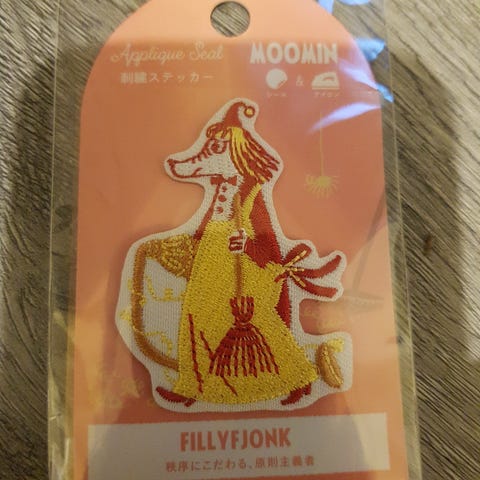 Applique Seal
刺繍ステッカー
MOOMIN
シール & アイロン
FILLYFJONK
秩序にこだわる、原則主義者